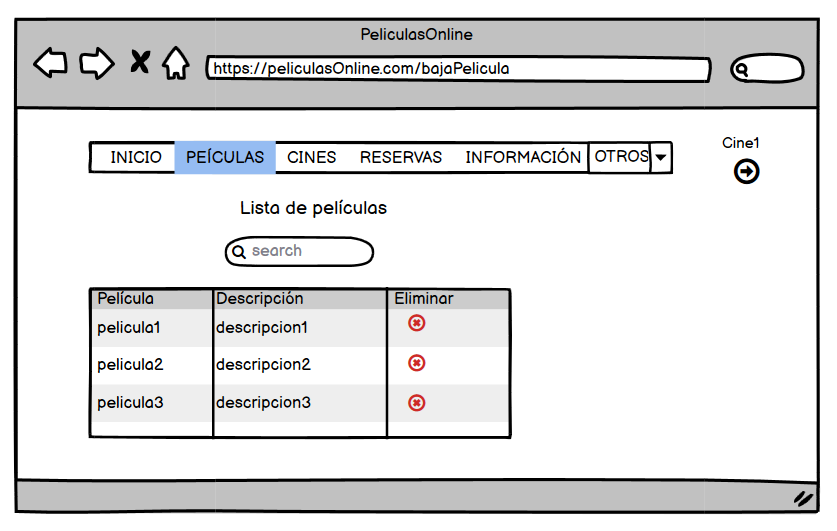 PeliculasOnline
https://peliculasOnline.com/bajaPelicula
INICIO PEÍCULAS CINES RESERVAS INFORMACIÓN OTROS
Cine1
Lista de películas
search
Película Descripción Eliminar
pelicula1 descripcion1
pelicula2 descripcion2
pelicula3 descripcion3